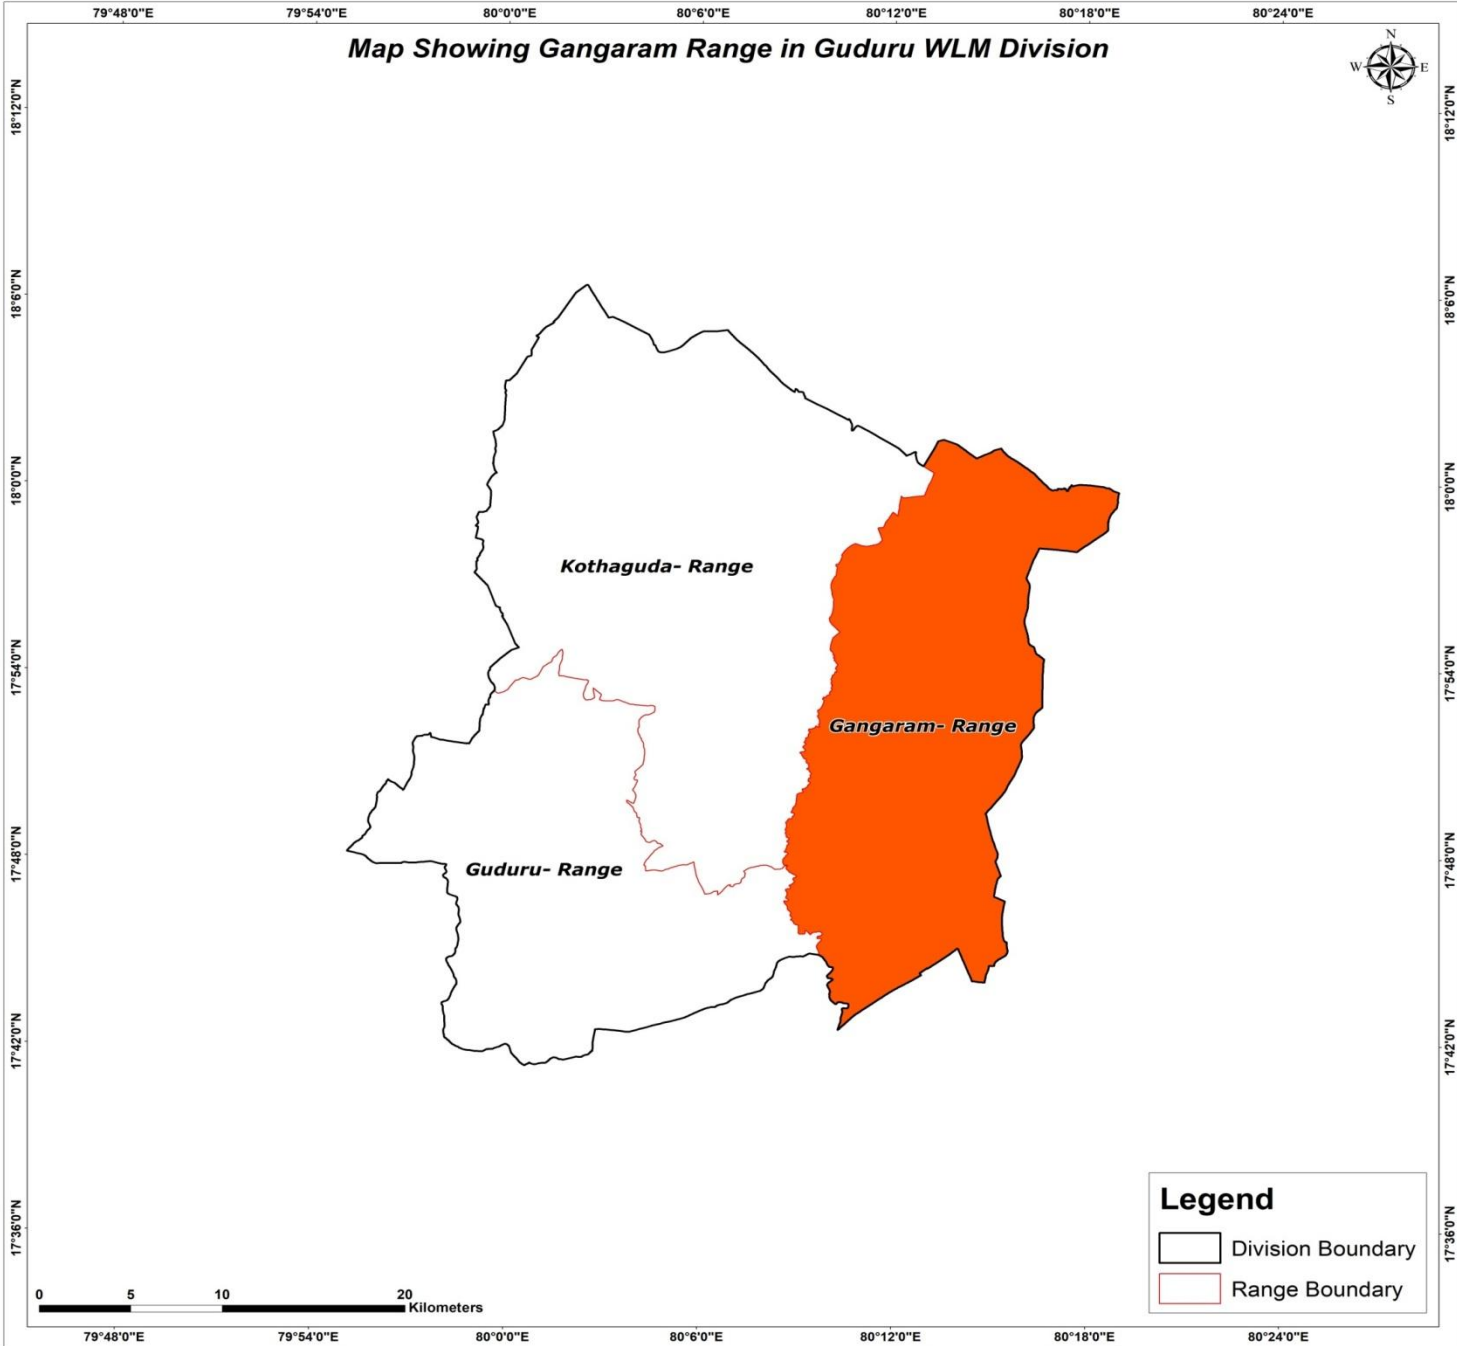 79°48'0"E 79°54'0"E 80°0'0"E 80°6'0"E 80°12'0"E 80°18'0"E 80°24'0"E
Map Showing Gangaram Range in Guduru WLM Division
N
W E
S
18°12'0"N 18°12'0"N
18°6'0"N 18°6'0"N
18°0'0"N 18°0'0"N
Kothaguda- Range
17°54'0"N 17°54'0"N
Gangaram- Range
17°48'0"N 17°48'0"N
Guduru- Range
17°42'0"N 17°42'0"N
17°36'0"N 17°36'0"N
Legend
Division Boundary
Range Boundary
0 5 10 20
Kilometers
79°48'0"E 79°54'0"E 80°0'0"E 80°6'0"E 80°12'0"E 80°18'0"E 80°24'0"E